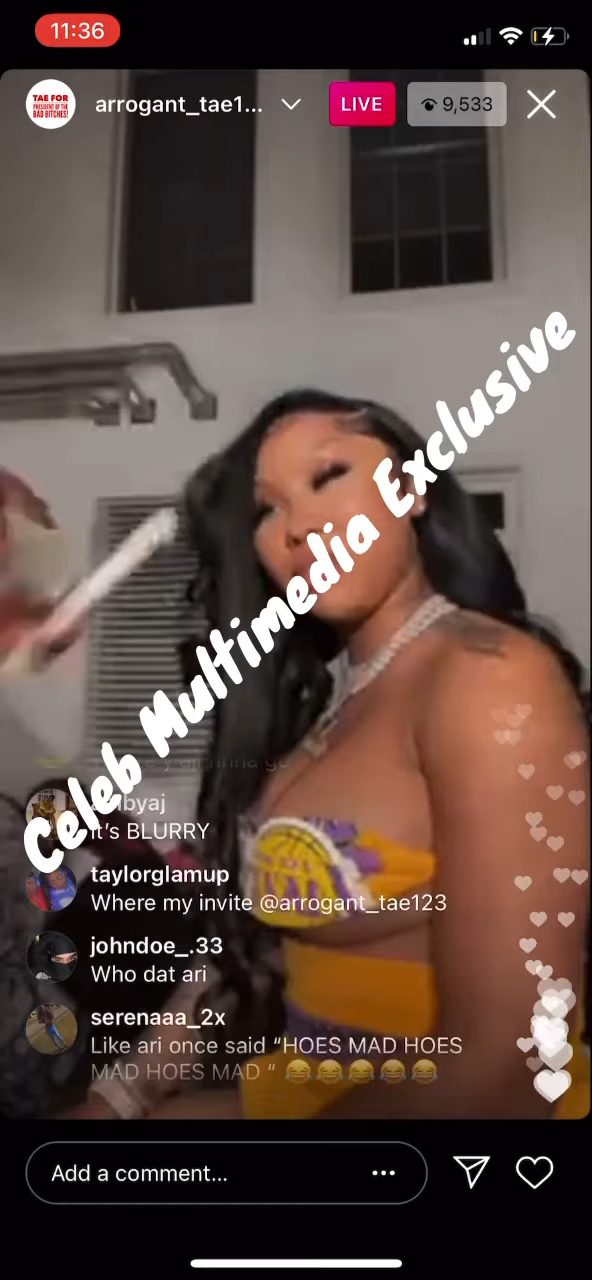 11:36
TAE FOR
PRESIDENT OF THE
BAD BITCHES!
arrogant_tae1...
LIVE
9,533
Celeb Multimedia Exclusive
It's BLURRY
taylorglamup
Where my invite @arrogant_tae123
johndoe_.33
Who dat ari
serenaaa_2x
Like ari once said “HOES MAD HOES
MAD HOES MAD “ 😂😂😂😂😂
Add a comment...